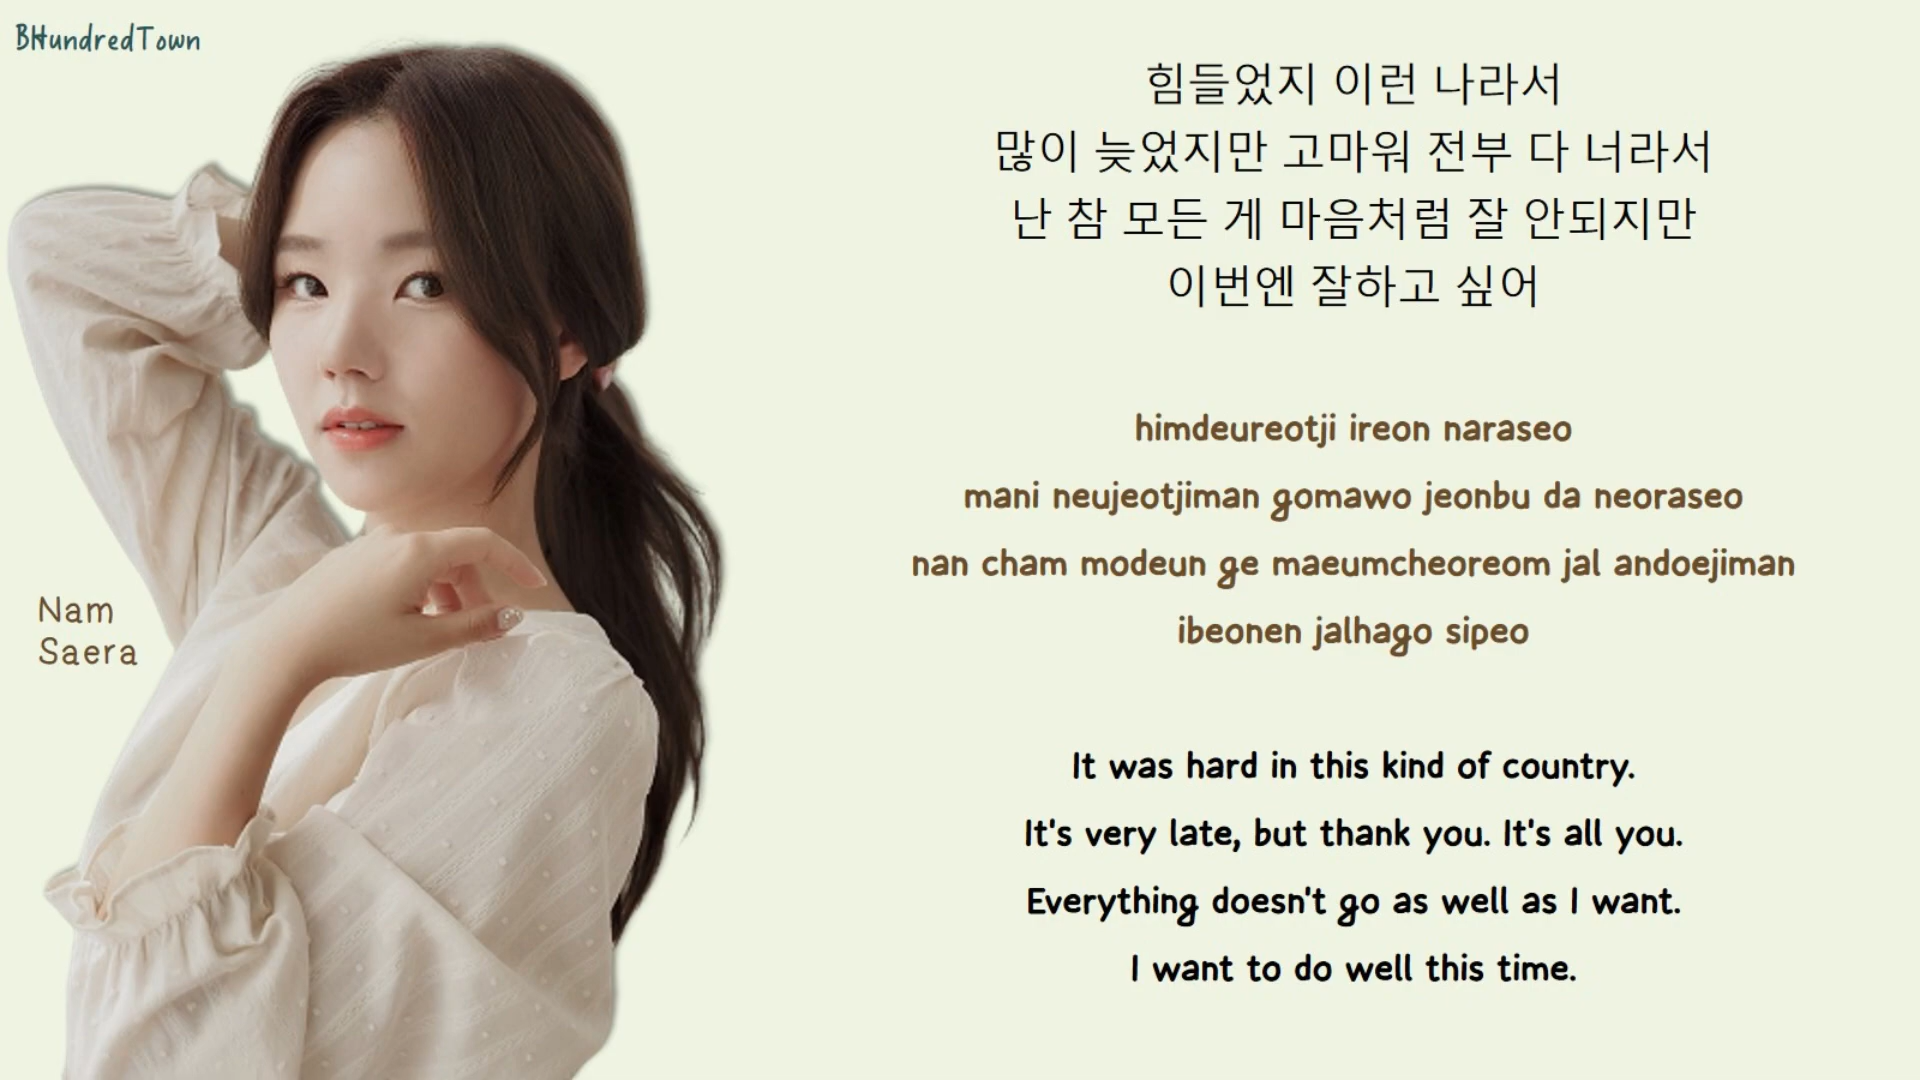 BHundredTown
힘들었지 이런 나라서
많이 늦었지만 고마워 전부 다 너라서
난 참 모든 게 마음처럼 잘 안되지만
이번엔 잘하고 싶어
himdeureotji ireon naraseo
mani neujeotjiman gomawo jeonbu da neoraseo
nan cham modeun ge maeumcheoreom jal andoejiman
ibeonen jalhago sipeo
Nam
Saera
It was hard in this kind of country.
It's very late, but thank you. It's all you.
Everything doesn't go as well as I want.
I want to do well this time.